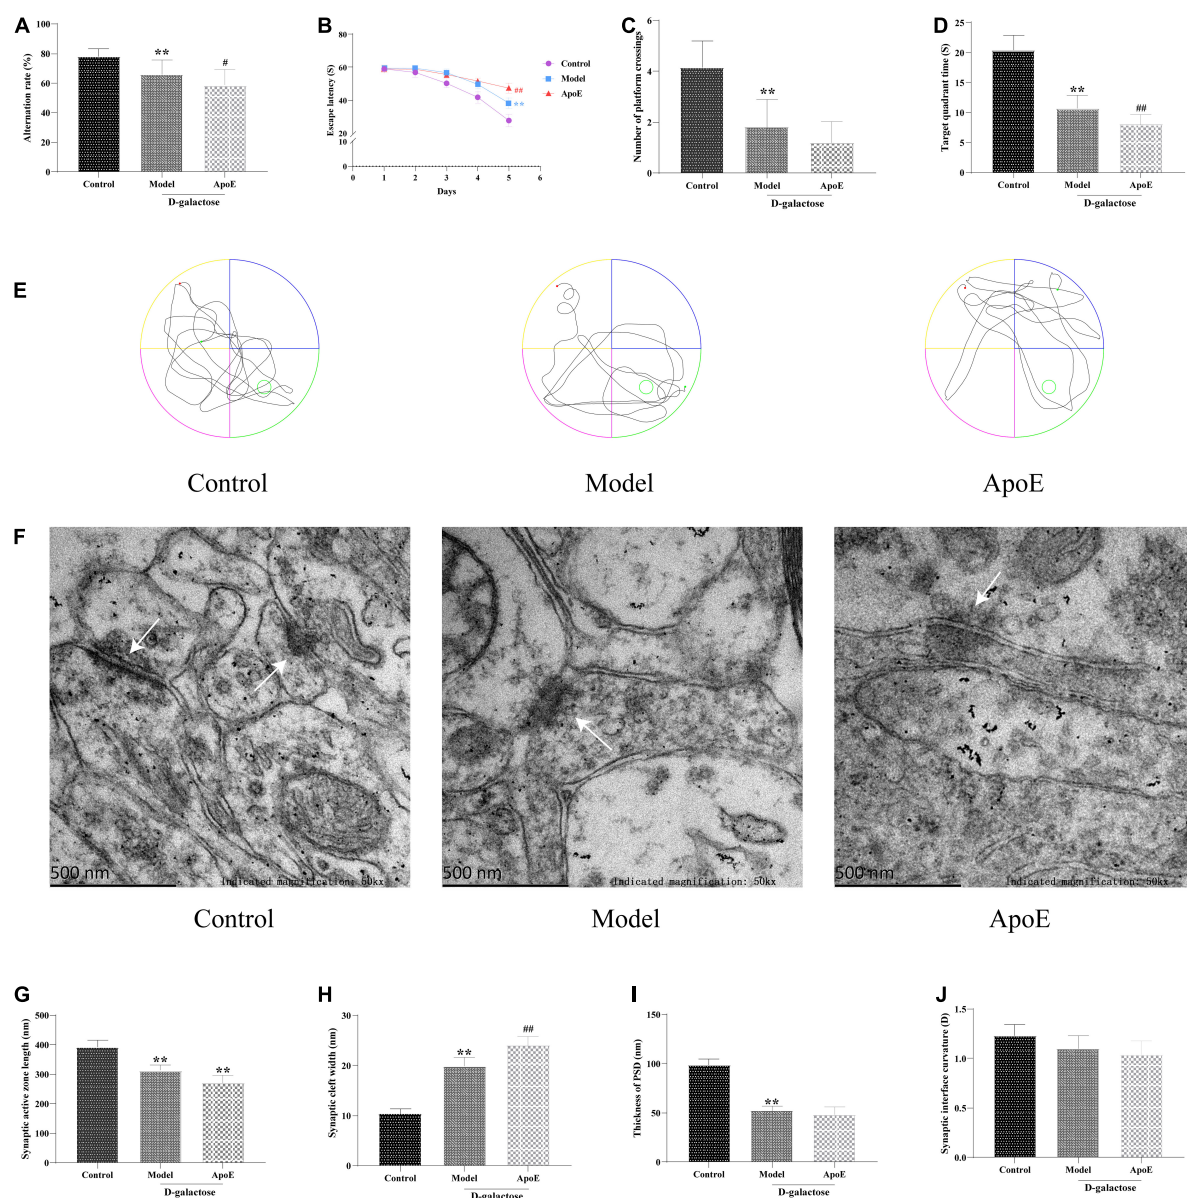 A
Alternation rate (%)
100
80
60
40
20
0
**
#
Control
Model
ApoE
D-galactose
B
Escape latency (S)
80
60
40
20
10
0
##
**
Control
Model
ApoE
0
1
2
3
4
5
6
Days
C
Number of platform crossings
6
4
2
0
**
Control
Model
ApoE
D-galactose
D
Target quadrant time (S)
25
20
15
10
5
0
**
##
Control
Model
ApoE
D-galactose
E
Control
Model
ApoE
F
500 nm
Indicated magnification: 50kx
500 nm
Indicated magnification: 50kx
500 nm
Indicated magnification: 50kx
Control
Model
ApoE
G
Synaptic active zone length (nm)
500
400
300
200
100
0
**
**
Control
Model
ApoE
D-galactose
H
Synaptic cleft width (nm)
30
20
10
0
**
##
Control
Model
ApoE
D-galactose
I
Thickness of PSD (nm)
150
100
50
0
**
Control
Model
ApoE
D-galactose
J
Synaptic interface curvature (D)
1.5
1.0
0.5
0.0
Control
Model
ApoE
D-galactose